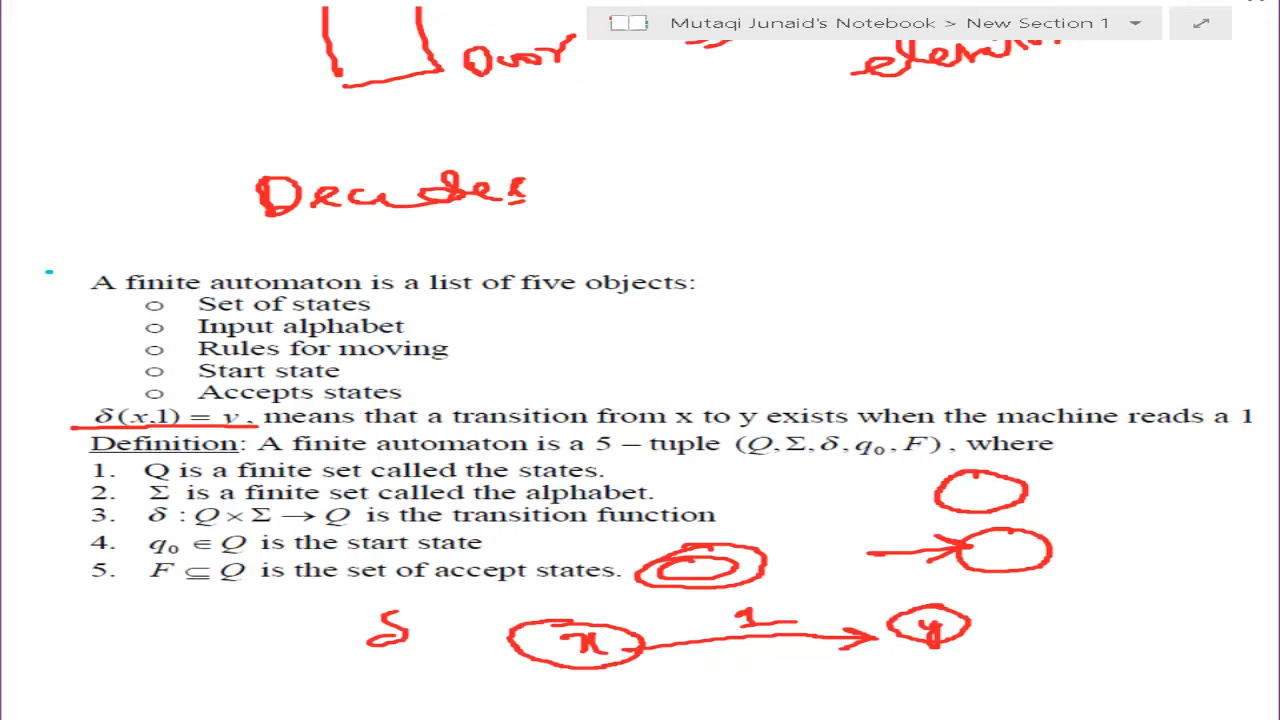 Mutaqi Junaid's Notebook > New Section 1
Door
A finite automaton is a list of five objects:
o Set of states
o Input alphabet
o Rules for moving
o Start state
o Accepts states
δ(x,1) = y, means that a transition from x to y exists when the machine reads a 1
Definition: A finite automaton is a 5 – tuple (Q, Σ, δ, q₀, F), where
1. Q is a finite set called the states.
2. Σ is a finite set called the alphabet.
3. δ : Q × Σ → Q is the transition function
4. q₀ ∈ Q is the start state
5. F ⊆ Q is the set of accept states.
δ x 1 y